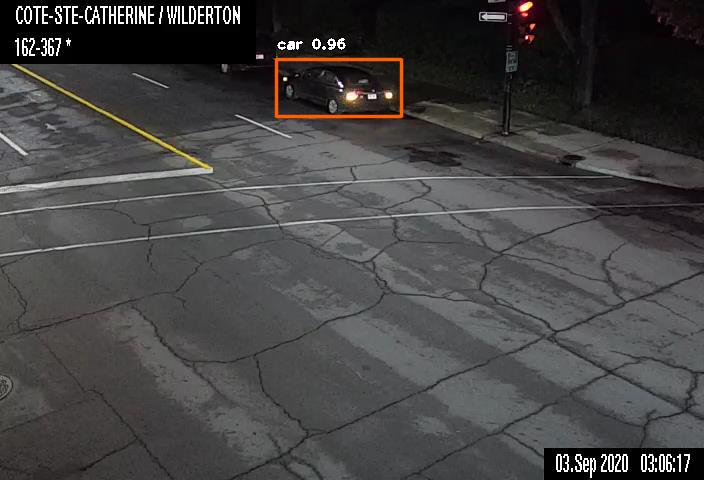 COTE-STE-CATHERINE / WILDERTON
162-367 *
car 0.96
03.Sep 2020 03:06:17